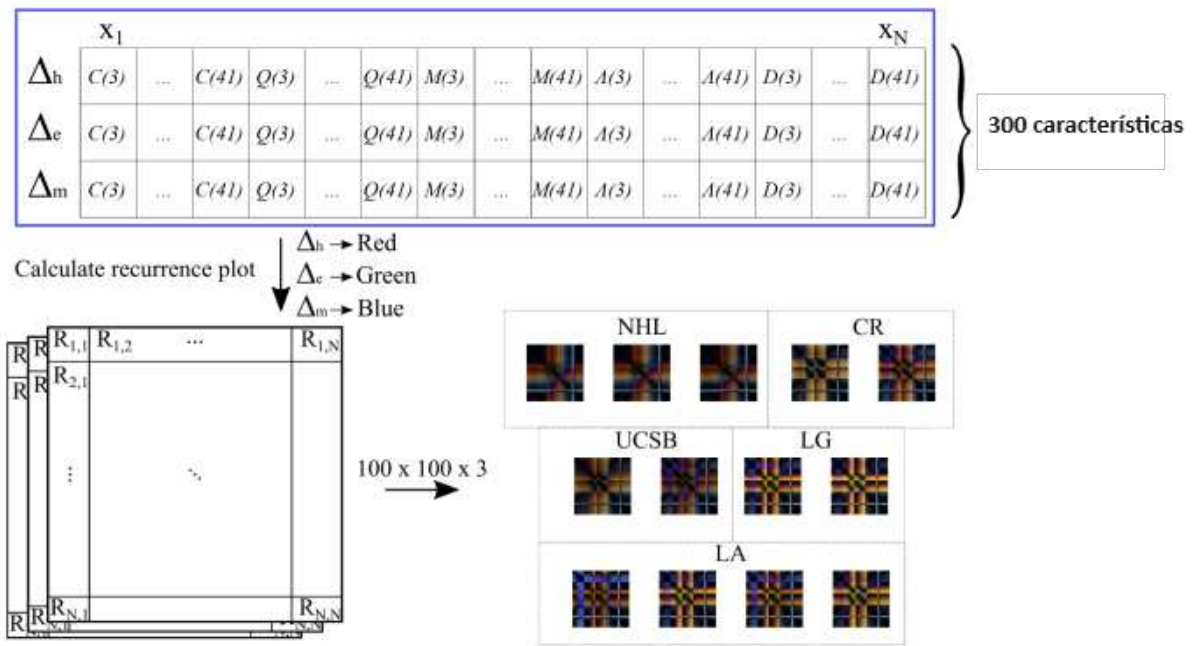 x1 xN
Δh C(3) ... C(41) Q(3) ... Q(41) M(3) ... M(41) Λ(3) ... Λ(41) D(3) ... D(41)
Δe C(3) ... C(41) Q(3) ... Q(41) M(3) ... M(41) Λ(3) ... Λ(41) D(3) ... D(41)
Δm C(3) ... C(41) Q(3) ... Q(41) M(3) ... M(41) Λ(3) ... Λ(41) D(3) ... D(41)
300 característícas
Calculate recurrence plot
Δh → Red
Δe → Green
Δm → Blue
R R R1,1 R1,2 ... R1,N
R R R2,1
⋮ ⋱
RN,1 RN,N
100 x 100 x 3
NHL CR
UCSB LG
LA